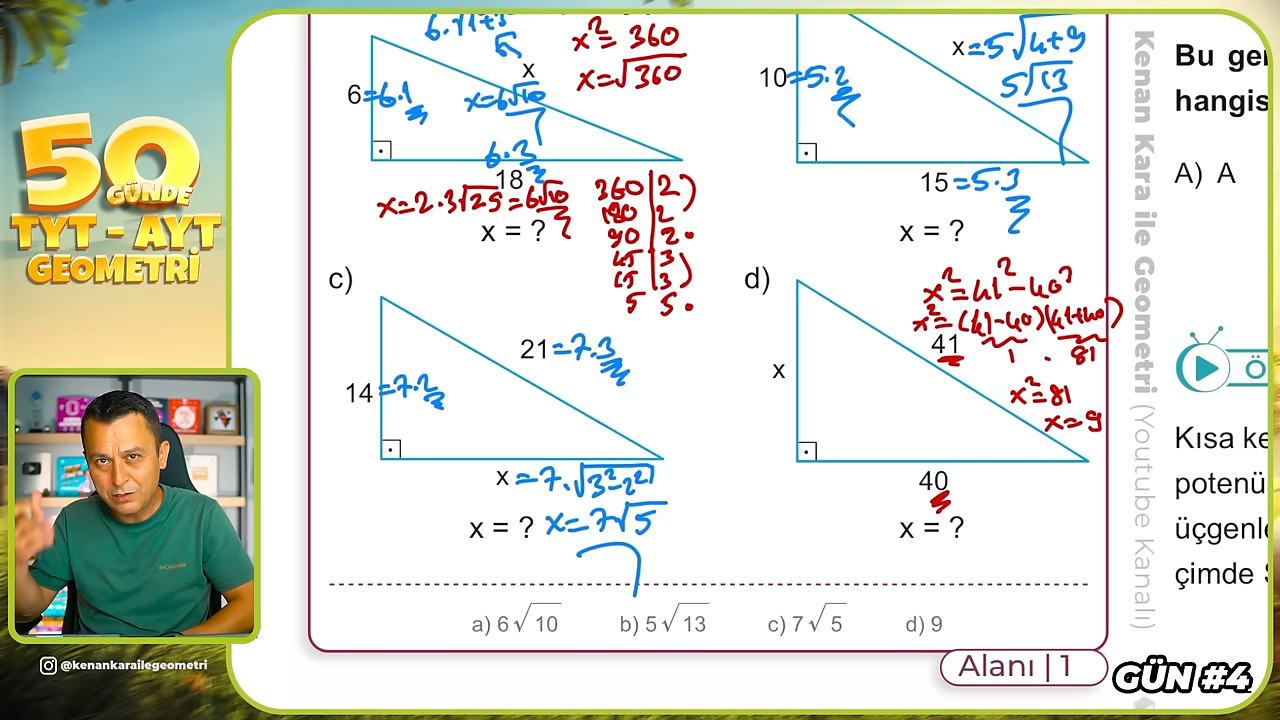 50
GÜNDE
TYT - AYT
GEOMETRİ
@kenankarailegeometri
x
6=6.1
x=6√10
6.3
18
x² = 360
x=√360
x=2.3√25=6√10
x = ?
360 | 2
180 | 2
90 | 2
45 | 3
15 | 3
5 | 5
10=5.2
x=5√4+9
5√13
15=5.3
x = ?
c)
14=7.2
21=7.3
x=7.√3²-2²
x = ? x=7√5
d)
x²=41²-40²
x²=(41-40)(41+40)
41
1 . 81
x
x²=81
x=9
40
x = ?
a) 6√10 b) 5√13 c) 7√5 d) 9
Alanı | 1
Kenan Kara ile Geometri (Youtube Kanalı)
Bu
hangis
A) A
Ö
Kısa ke
potenü
üçgenle
çimde
GÜN #4